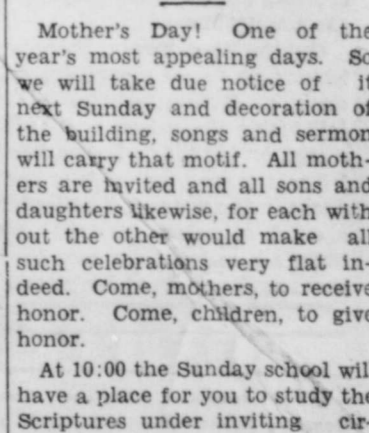 Mother's Day! One of the
year's most appealing days. So
we will take due notice of it
next Sunday and decoration of
the building, songs and sermon
will carry that motif. All moth-
ers are invited and all sons and
daughters likewise, for each with
out the other would make all
such celebrations very flat in-
deed. Come, mothers, to receive
honor. Come, children, to give
honor.
At 10:00 the Sunday school will
have a place for you to study the
Scriptures under inviting cir-